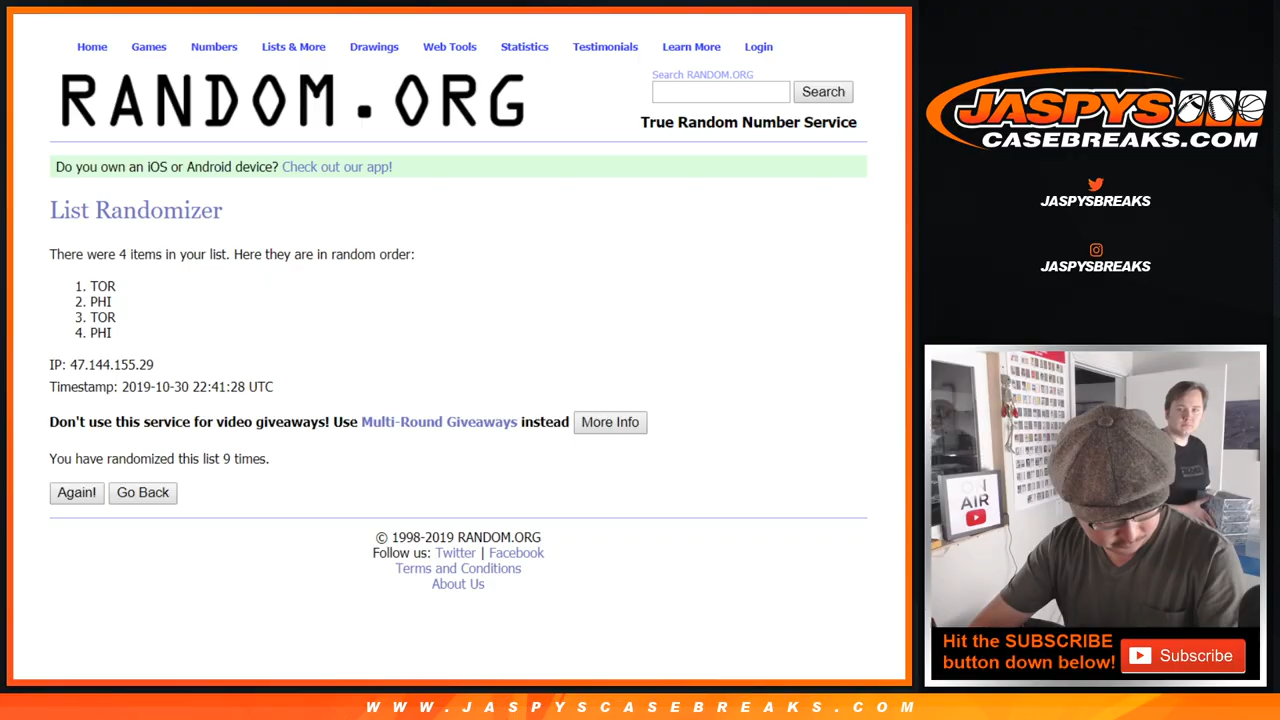 Home Games Numbers Lists & More Drawings Web Tools Statistics Testimonials Learn More Login
RANDOM.ORG
Search RANDOM.ORG
Search
True Random Number Service
Do you own an iOS or Android device? Check out our app!
List Randomizer
There were 4 items in your list. Here they are in random order:
1. TOR
2. PHI
3. TOR
4. PHI
IP: 47.144.155.29
Timestamp: 2019-10-30 22:41:28 UTC
Don't use this service for video giveaways! Use Multi-Round Giveaways instead More Info
You have randomized this list 9 times.
Again! Go Back
© 1998-2019 RANDOM.ORG
Follow us: Twitter | Facebook
Terms and Conditions
About Us
JASPYS
CASEBREAKS.COM
JASPYSBREAKS
JASPYSBREAKS
ON
AIR
Hit the SUBSCRIBE
button down below!
Subscribe
WWW.JASPYSCASEBREAKS.COM